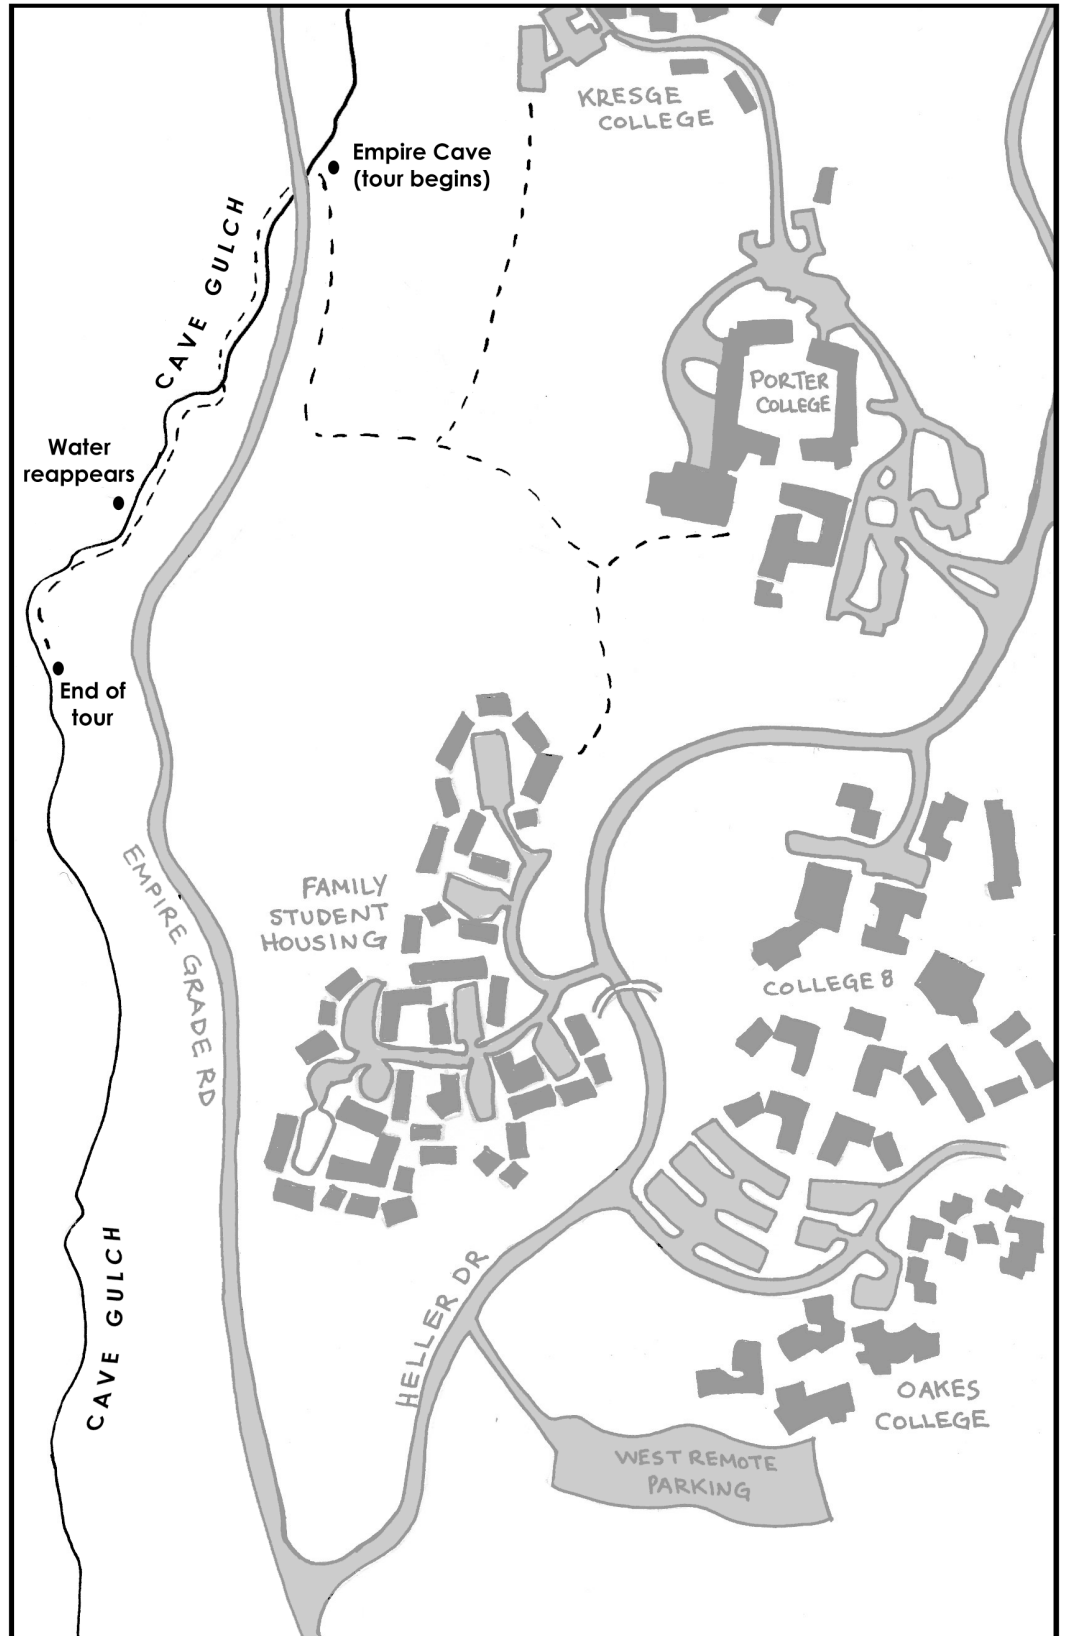 KRESGE
COLLEGE
Empire Cave
(tour begins)
CAVE GULCH
PORTER
COLLEGE
Water
reappears
End of
tour
EMPIRE GRADE RD
FAMILY
STUDENT
HOUSING
COLLEGE 8
CAVE GULCH
HELLER DR
OAKES
COLLEGE
WEST REMOTE
PARKING